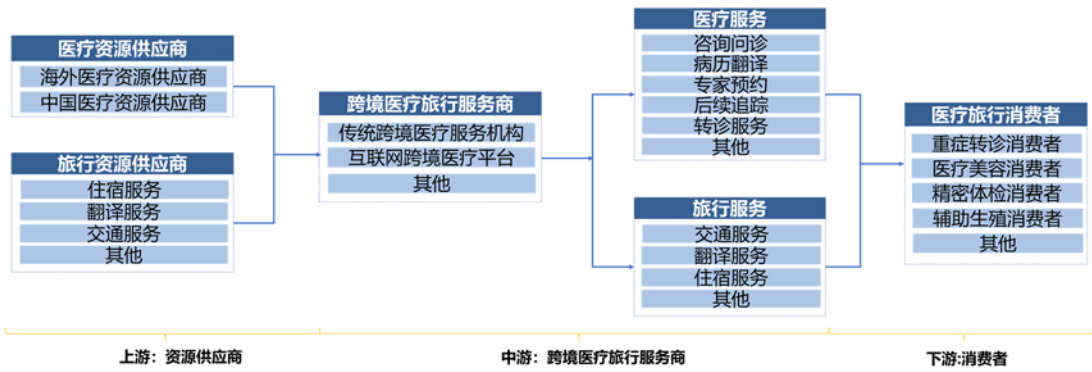 医疗资源供应商
海外医疗资源供应商
中国医疗资源供应商
旅行资源供应商
住宿服务
翻译服务
交通服务
其他
跨境医疗旅行服务商
传统跨境医疗服务机构
互联网跨境医疗平台
其他
医疗服务
咨询问诊
病历翻译
专家预约
后续追踪
转诊服务
其他
旅行服务
交通服务
翻译服务
住宿服务
其他
医疗旅行消费者
重症转诊消费者
医疗美容消费者
精密体检消费者
辅助生殖消费者
其他
上游：资源供应商
中游：跨境医疗旅行服务商
下游:消费者